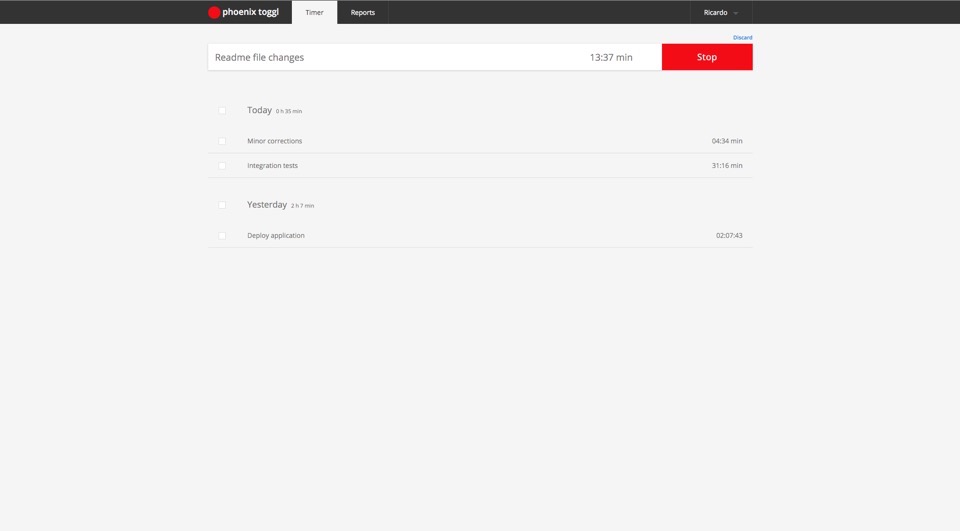 phoenix toggl Timer Reports Ricardo
Discard
Readme file changes 13:37 min Stop
Today 0 h 35 min
Minor corrections 04:34 min
Integration tests 31:16 min
Yesterday 2 h 7 min
Deploy application 02:07:43